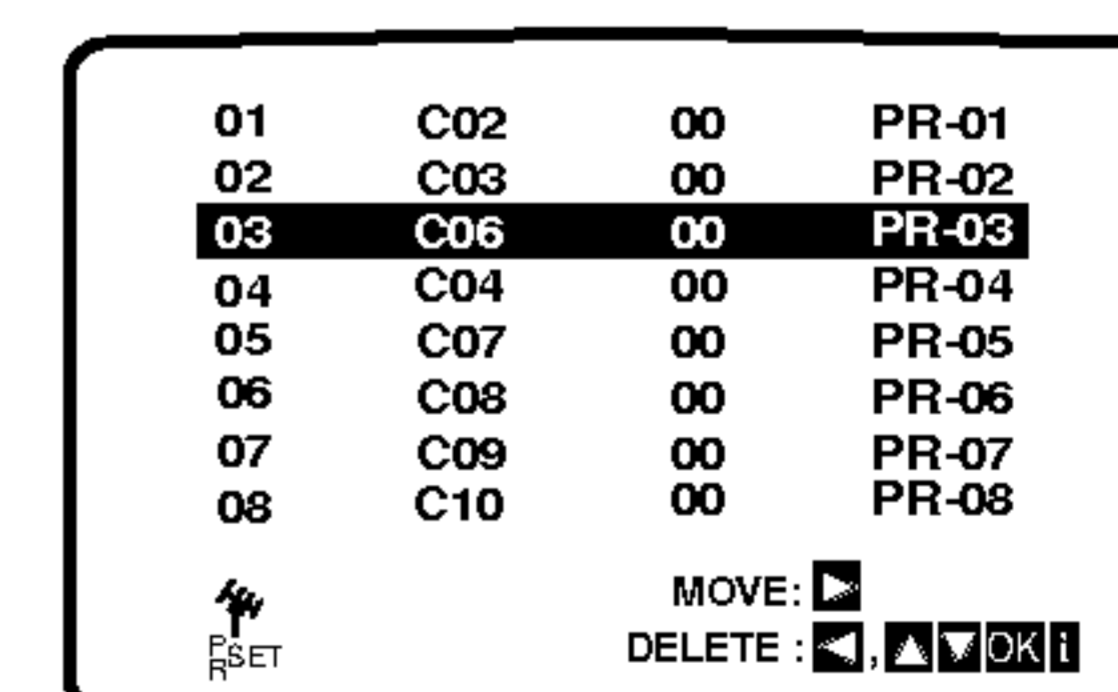 01 C02 00 PR-01
02 C03 00 PR-02
03 C06 00 PR-03
04 C04 00 PR-04
05 C07 00 PR-05
06 C08 00 PR-06
07 C09 00 PR-07
08 C10 00 PR-08
MOVE:
PR SET DELETE : , OK i